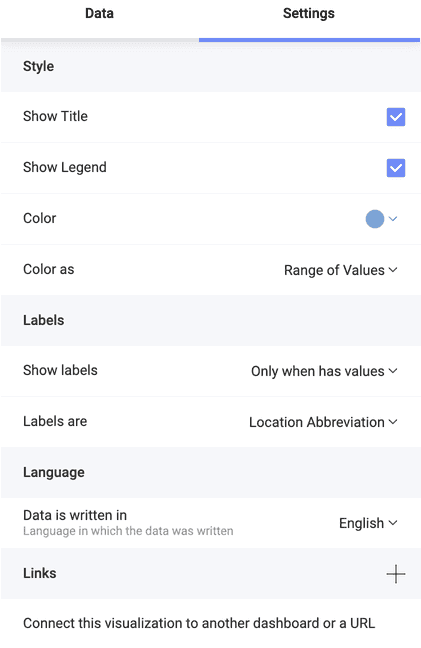 Data
Settings
Style
Show Title
Show Legend
Color
Color as
Range of Values
Labels
Show labels
Only when has values
Labels are
Location Abbreviation
Language
Data is written in
Language in which the data was written
English
Links
Connect this visualization to another dashboard or a URL